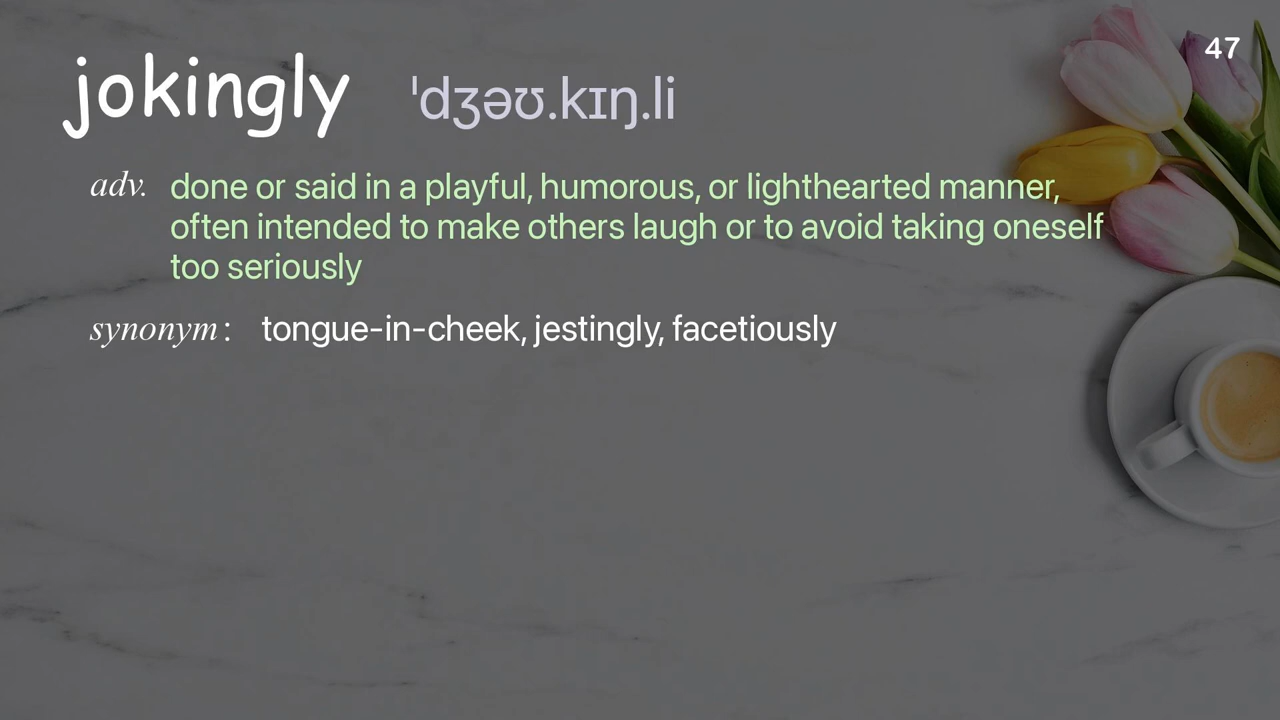 47
jokingly ˈdʒəʊ.kɪŋ.li
adv. done or said in a playful, humorous, or lighthearted manner,
often intended to make others laugh or to avoid taking oneself
too seriously
synonym: tongue-in-cheek, jestingly, facetiously